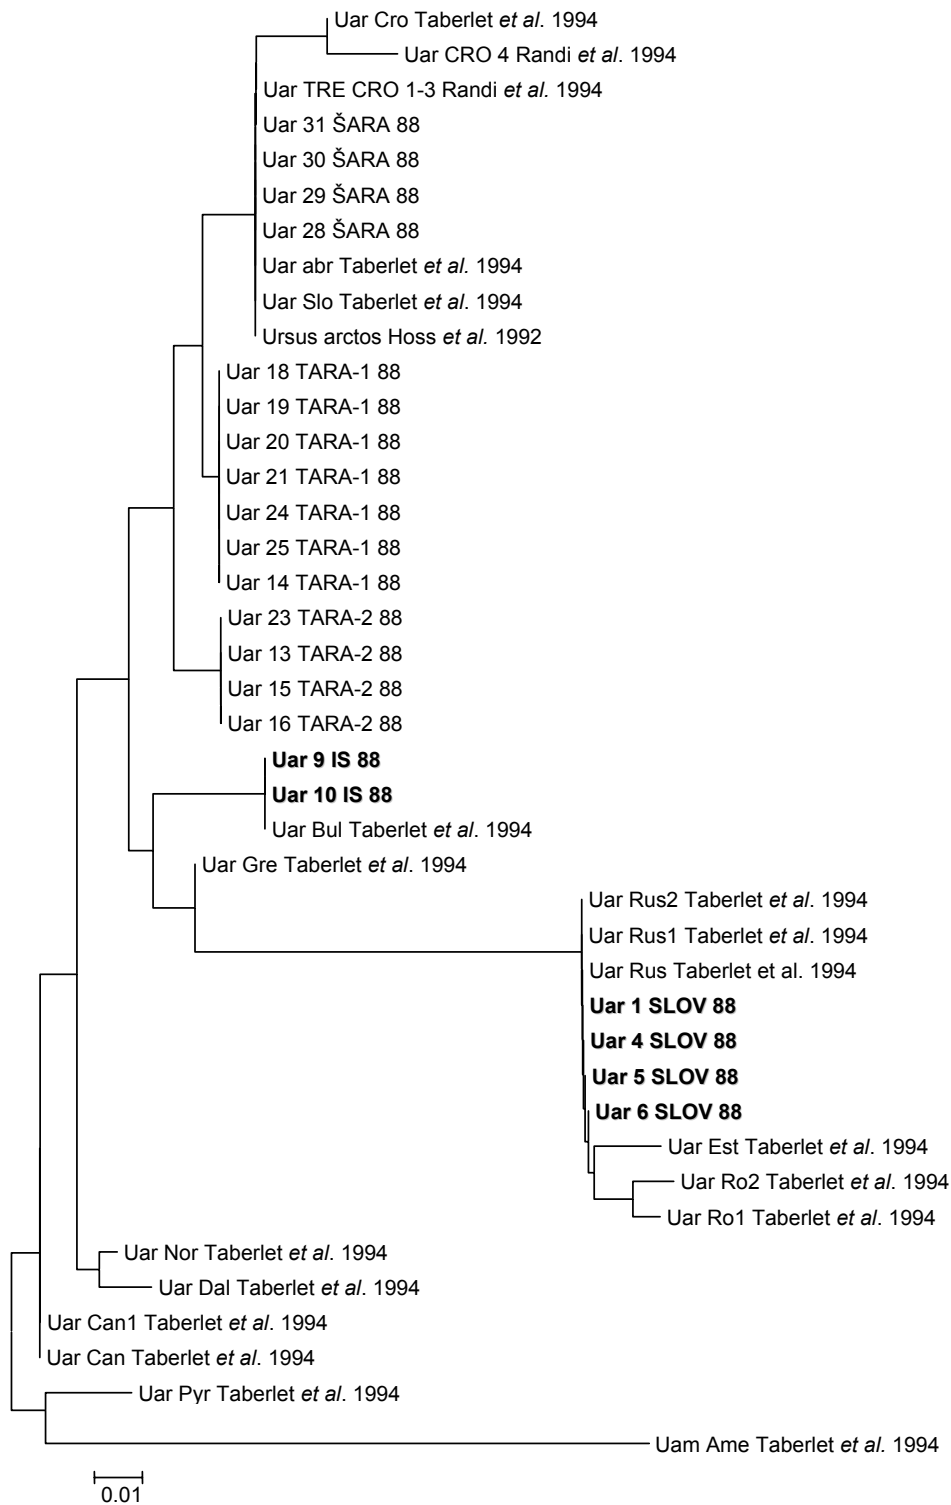 Uar Cro Taberlet et al. 1994
Uar CRO 4 Randi et al. 1994
Uar TRE CRO 1-3 Randi et al. 1994
Uar 31 ŠARA 88
Uar 30 ŠARA 88
Uar 29 ŠARA 88
Uar 28 ŠARA 88
Uar abr Taberlet et al. 1994
Uar Slo Taberlet et al. 1994
Ursus arctos Hoss et al. 1992
Uar 18 TARA-1 88
Uar 19 TARA-1 88
Uar 20 TARA-1 88
Uar 21 TARA-1 88
Uar 24 TARA-1 88
Uar 25 TARA-1 88
Uar 14 TARA-1 88
Uar 23 TARA-2 88
Uar 13 TARA-2 88
Uar 15 TARA-2 88
Uar 16 TARA-2 88
Uar 9 IS 88
Uar 10 IS 88
Uar Bul Taberlet et al. 1994
Uar Gre Taberlet et al. 1994
Uar Rus2 Taberlet et al. 1994
Uar Rus1 Taberlet et al. 1994
Uar Rus Taberlet et al. 1994
Uar 1 SLOV 88
Uar 4 SLOV 88
Uar 5 SLOV 88
Uar 6 SLOV 88
Uar Est Taberlet et al. 1994
Uar Ro2 Taberlet et al. 1994
Uar Ro1 Taberlet et al. 1994
Uar Nor Taberlet et al. 1994
Uar Dal Taberlet et al. 1994
Uar Can1 Taberlet et al. 1994
Uar Can Taberlet et al. 1994
Uar Pyr Taberlet et al. 1994
Uam Ame Taberlet et al. 1994
0.01